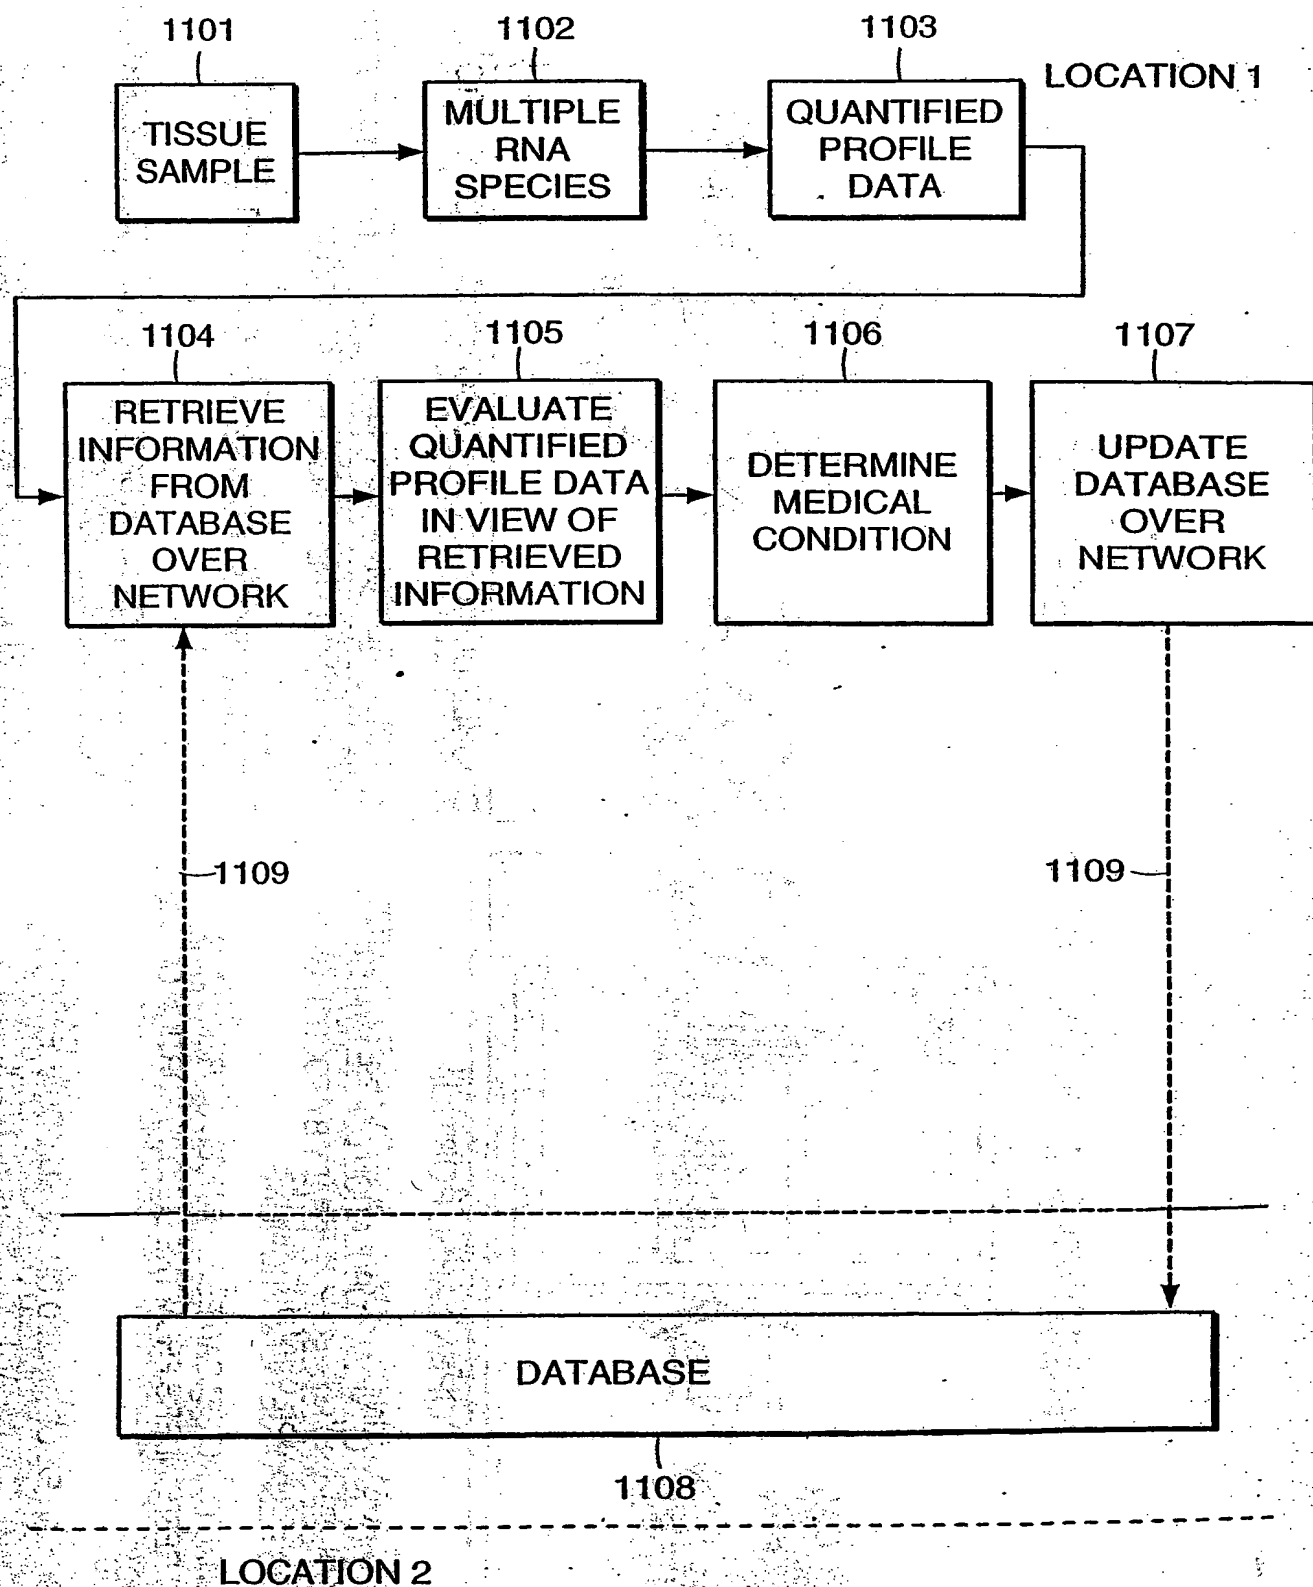 1101
1102
1103
LOCATION 1
TISSUE
SAMPLE
MULTIPLE
RNA
SPECIES
QUANTIFIED
PROFILE
DATA
1104
1105
1106
1107
RETRIEVE
INFORMATION
FROM
DATABASE
OVER
NETWORK
EVALUATE
QUANTIFIED
PROFILE DATA
IN VIEW OF
RETRIEVED
INFORMATION
DETERMINE
MEDICAL
CONDITION
UPDATE
DATABASE
OVER
NETWORK
1109
1109
DATABASE
1108
LOCATION 2